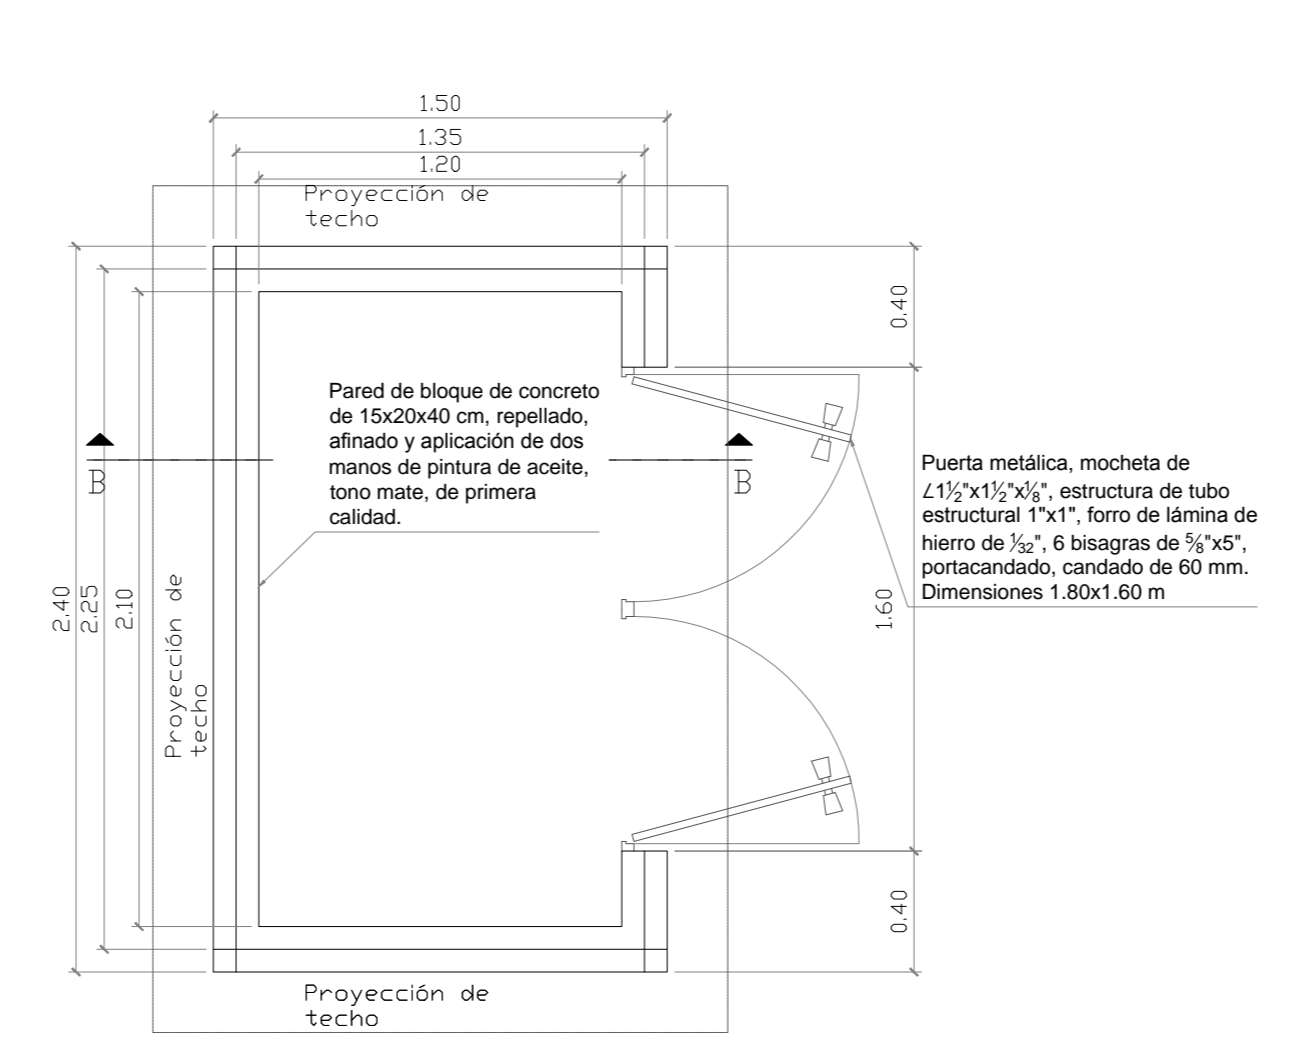 1.50
1.35
1.20
Proyección de
techo
0.40
Pared de bloque de concreto
de 15x20x40 cm, repellado,
afinado y aplicación de dos
manos de pintura de aceite,
tono mate, de primera
calidad.
B
B
Puerta metálica, mocheta de
∠1½"x1½"x⅛", estructura de tubo
estructural 1"x1", forro de lámina de
hierro de 1⁄32", 6 bisagras de ⅝"x5",
portacandado, candado de 60 mm.
Dimensiones 1.80x1.60 m
2.40
2.25
2.10
1.60
Proyección de
techo
0.40
Proyección de
techo